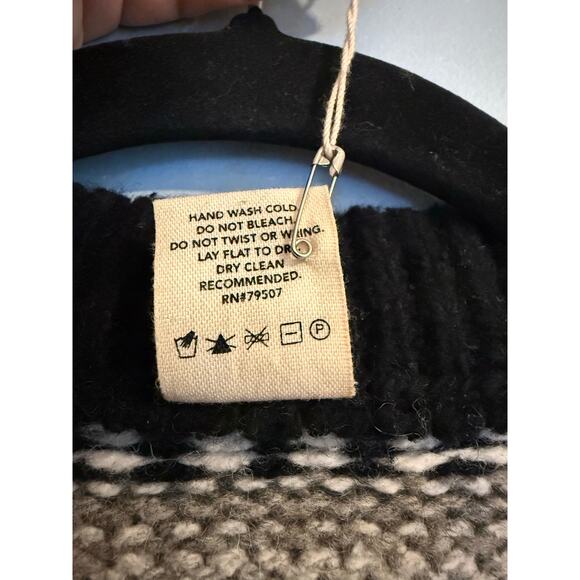 HAND WASH COLD.
DO NOT BLEACH.
DO NOT TWIST OR WRING.
LAY FLAT TO DRY.
DRY CLEAN
RECOMMENDED.
RN#79507
P